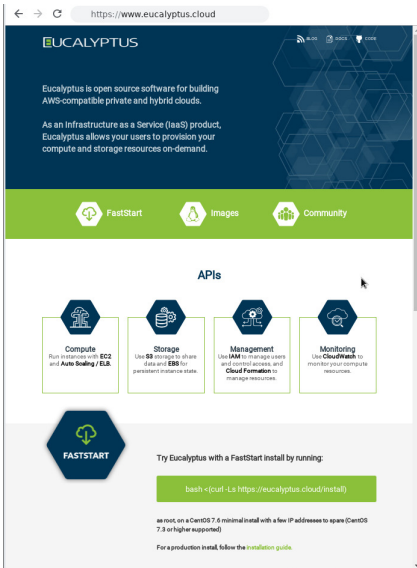 https://www.eucalyptus.cloud
EUCALYPTUS
BLOG DOCS CODE
Eucalyptus is open source software for building
AWS-compatible private and hybrid clouds.
As an Infrastructure as a Service (IaaS) product,
Eucalyptus allows your users to provision your
compute and storage resources on-demand.
FastStart Images Community
APIs
Compute
Run instances with EC2
and Auto Scaling / ELB.
Storage
Use S3 storage to share
data and EBS for
persistent instance state.
Management
Use IAM to manage users
and control access, and
Cloud Formation to
manage resources.
Monitoring
Use CloudWatch to
monitor your compute
resources.
FASTSTART
Try Eucalyptus with a FastStart install by running:
bash <(curl -Ls https://eucalyptus.cloud/install)
as root, on a CentOS 7.6 minimal install with a few IP addresses to spare (CentOS
7.3 or higher supported)
For a production install, follow the installation guide.